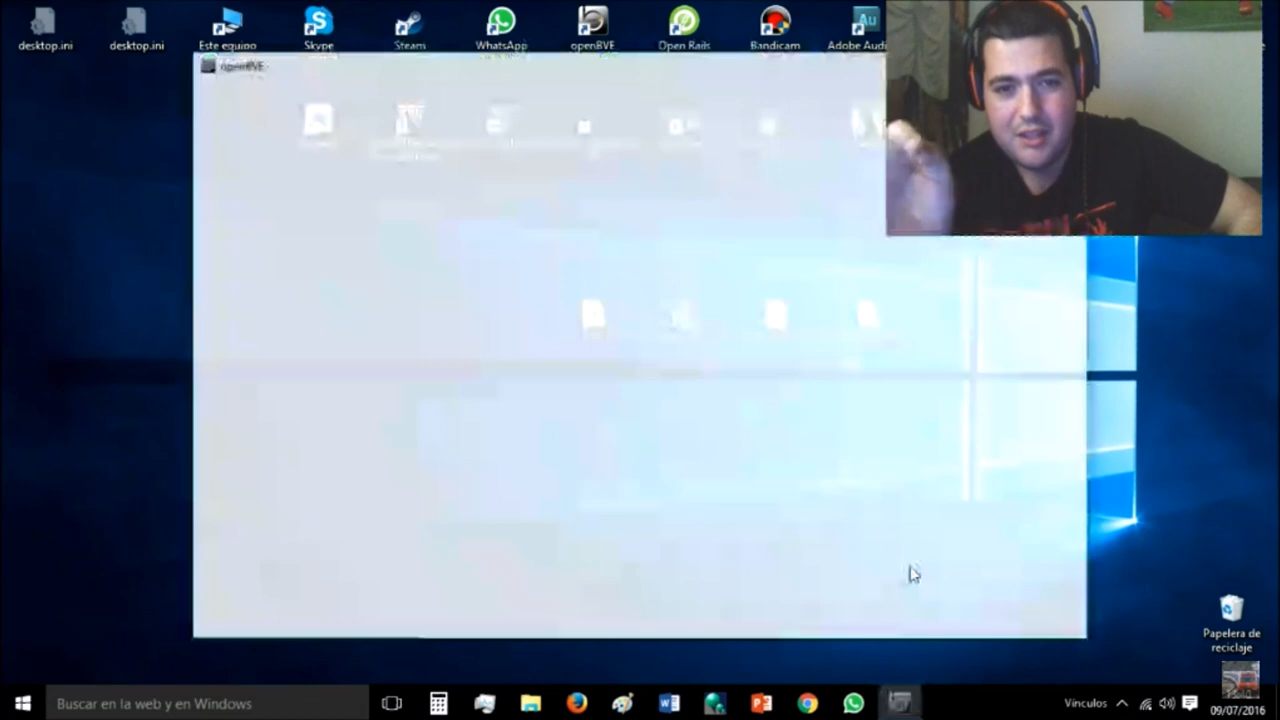 desktop.ini
desktop.ini
Este equipo
Skype
Steam
WhatsApp
openBVE
Open Rails
Bandicam
Adobe Audi
openBVE
Papelera de
reciclaje
Buscar en la web y en Windows
Vínculos
09/07/2016